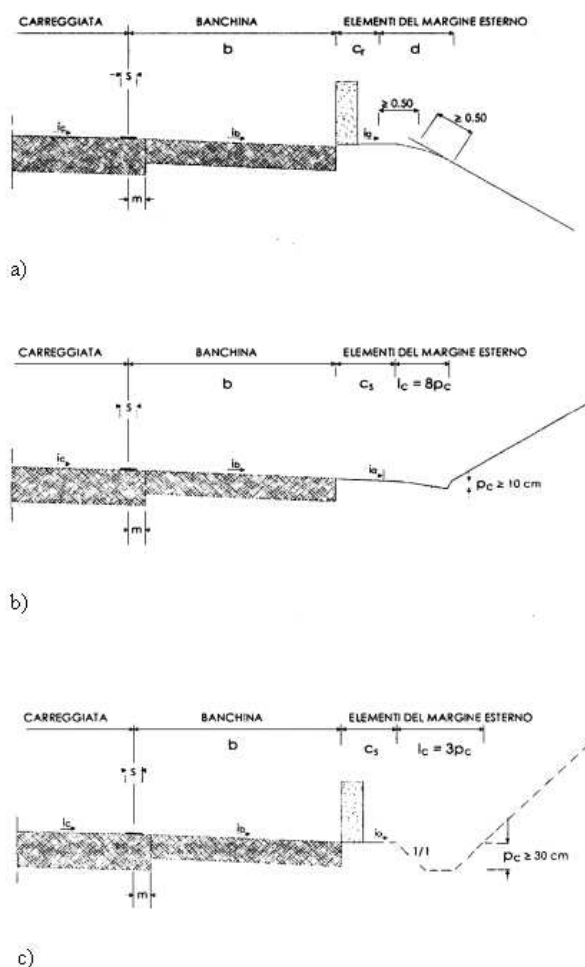 CARREGGIATA BANCHINA ELEMENTI DEL MARGINE ESTERNO
b cr d
s
≥ 0.50 ≥ 0.50
ic ib ia
m
a)
CARREGGIATA BANCHINA ELEMENTI DEL MARGINE ESTERNO
b cs lc = 8pc
s
ic ib ia
pc ≥ 10 cm
m
b)
CARREGGIATA BANCHINA ELEMENTI DEL MARGINE ESTERNO
b cs lc = 3pc
s
ic ib
1/1 pc ≥ 30 cm
m
c)